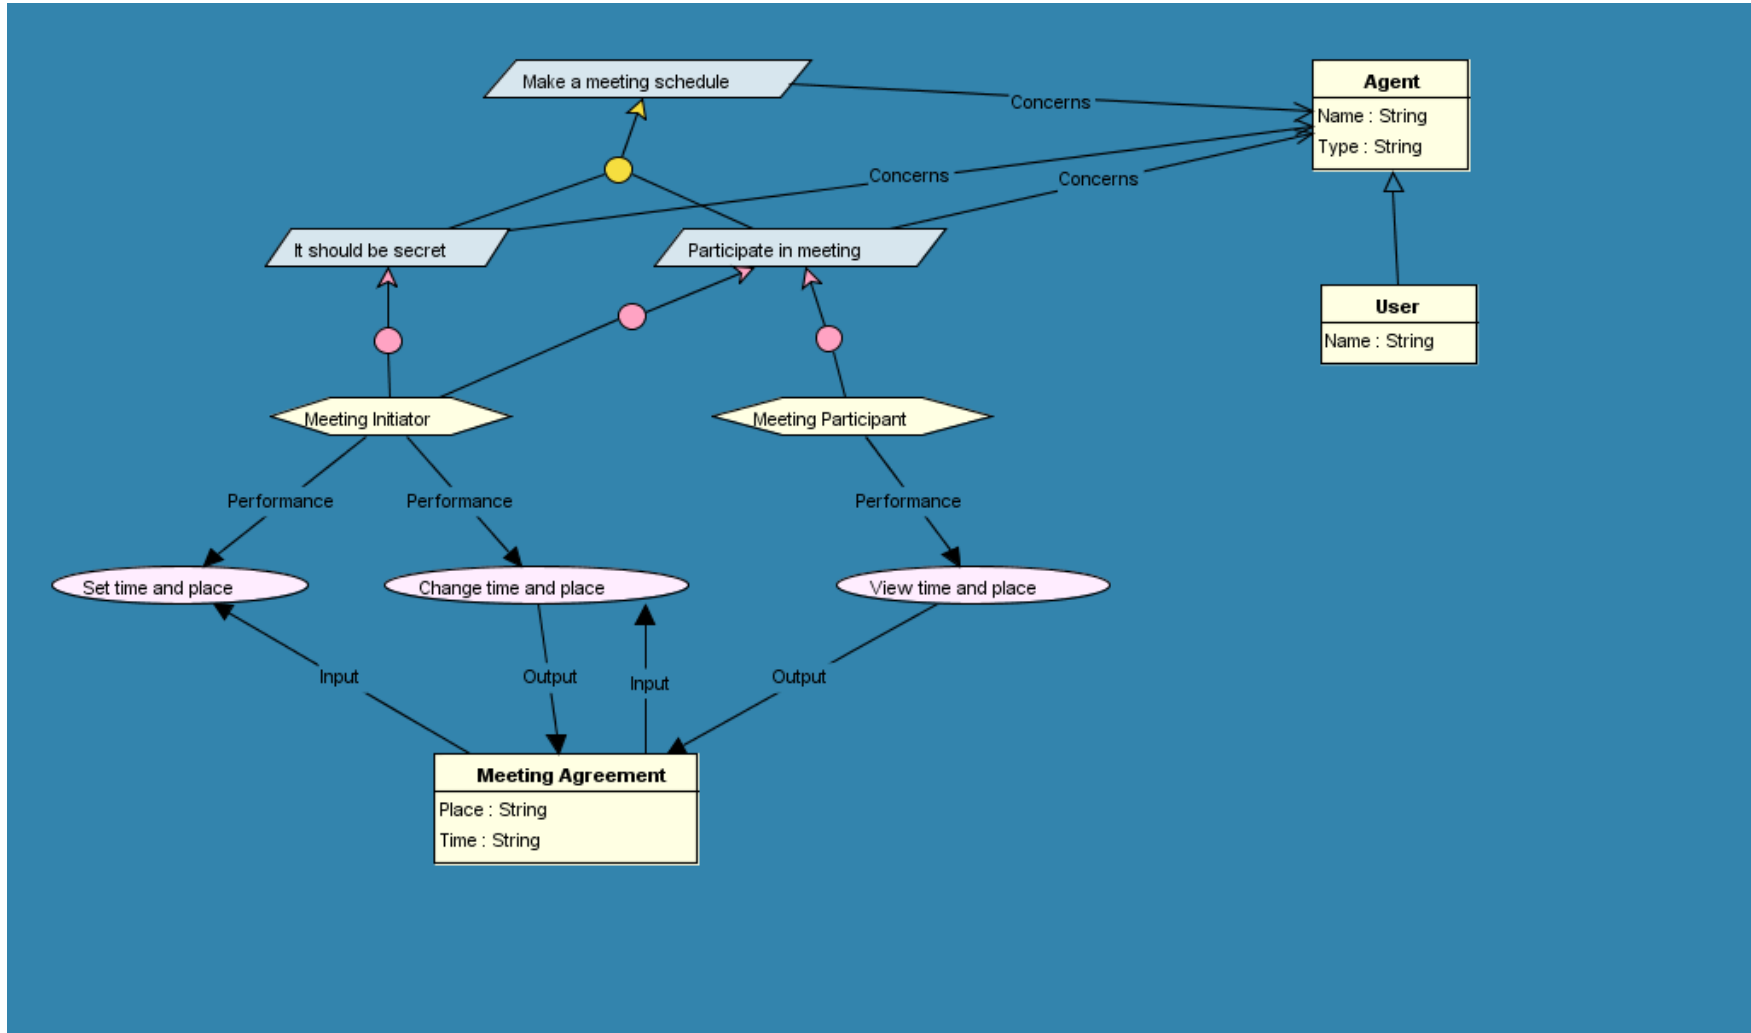 Make a meeting schedule
Concerns
Agent
Name : String
Type : String
Concerns
Concerns
It should be secret
Participate in meeting
User
Name : String
Meeting Initiator
Meeting Participant
Performance
Performance
Performance
Set time and place
Change time and place
View time and place
Input
Output
Input
Output
Meeting Agreement
Place : String
Time : String